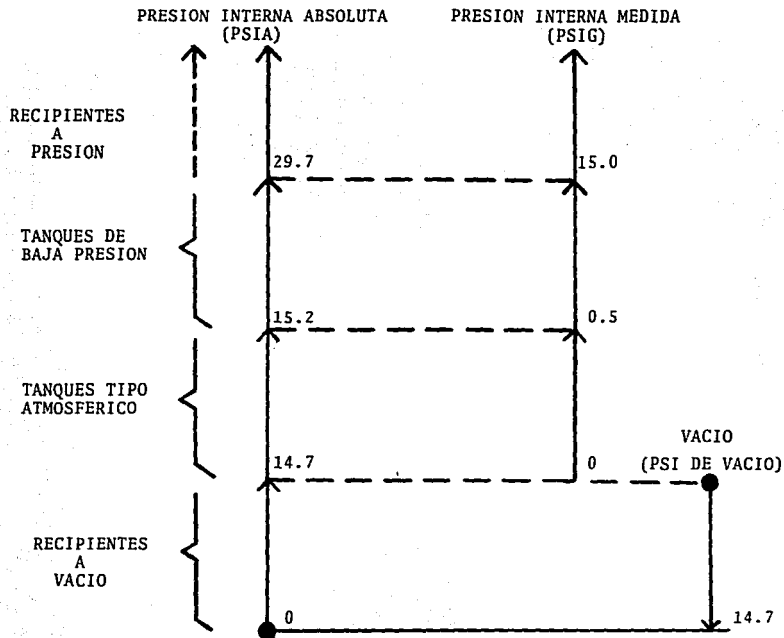 PRESION INTERNA ABSOLUTA
(PSIA)
PRESION INTERNA MEDIDA
(PSIG)
RECIPIENTES
A
PRESION
29.7
15.0
TANQUES DE
BAJA PRESION
15.2
0.5
TANQUES TIPO
ATMOSFERICO
VACIO
(PSI DE VACIO)
14.7
0
RECIPIENTES
A
VACIO
0
14.7